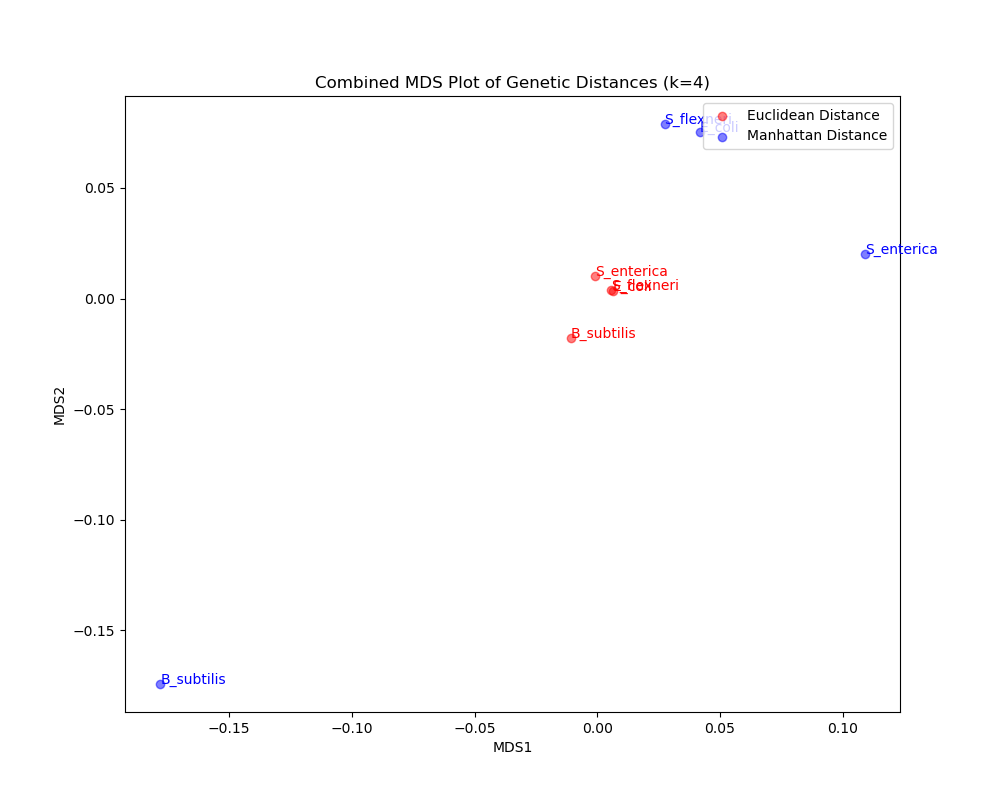 Combined MDS Plot of Genetic Distances (k=4)
S_flexneri
E_coli
Euclidean Distance
Manhattan Distance
S_enterica
S_enterica
S_flexneri
E_coli
B_subtilis
B_subtilis
0.05
0.00
−0.05
−0.10
−0.15
MDS2
−0.15
−0.10
−0.05
0.00
0.05
0.10
MDS1